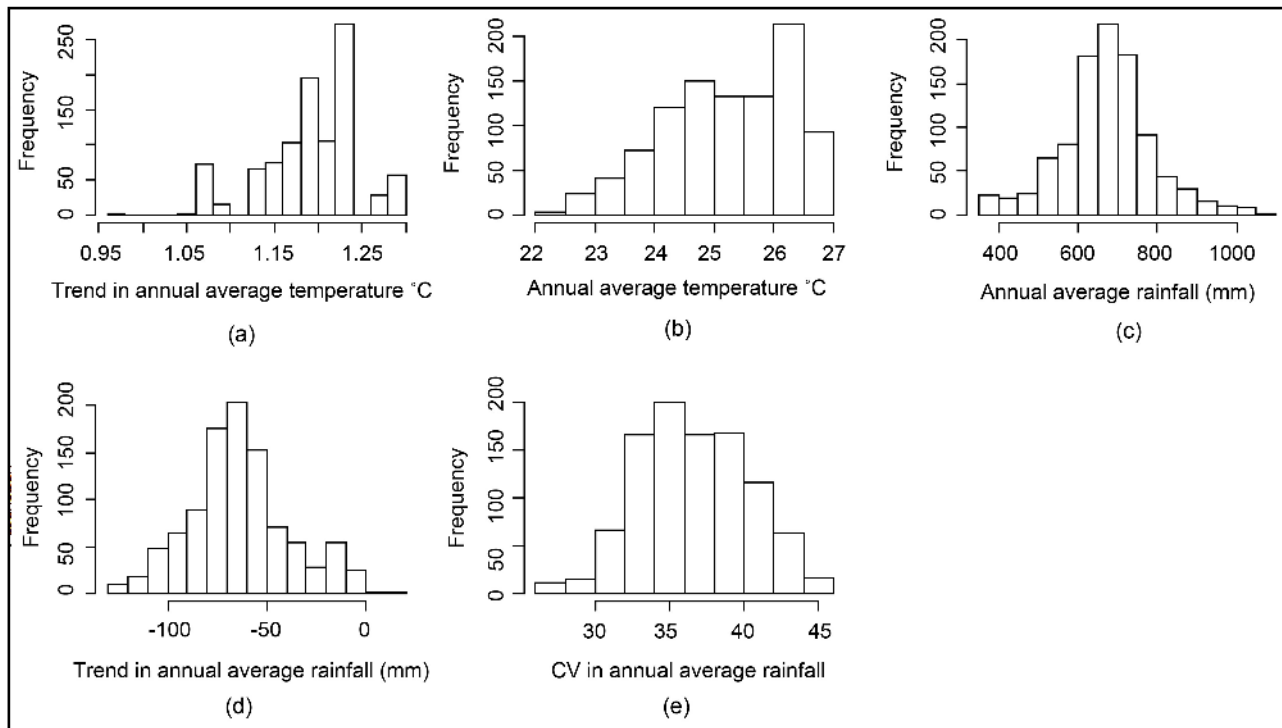 Frequency
0 50 150 250
0.95 1.05 1.15 1.25
Trend in annual average temperature °C
(a)
Frequency
0 50 100 150 200
22 23 24 25 26 27
Annual average temperature °C
(b)
Frequency
0 50 100 150 200
400 600 800 1000
Annual average rainfall (mm)
(c)
Frequency
0 50 100 150 200
-100 -50 0
Trend in annual average rainfall (mm)
(d)
Frequency
0 50 100 150 200
30 35 40 45
CV in annual average rainfall
(e)